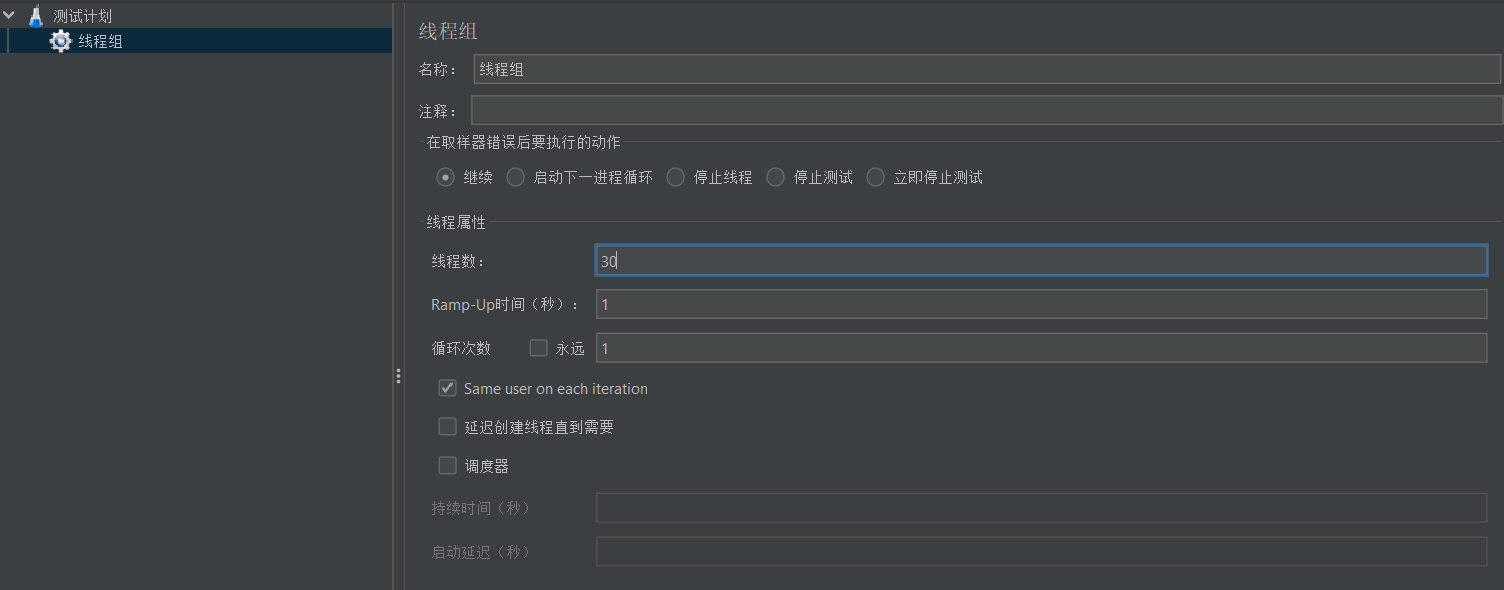 测试计划
线程组
线程组
名称： 线程组
注释：
在取样器错误后要执行的动作
继续 启动下一进程循环 停止线程 停止测试 立即停止测试
线程属性
线程数： 30
Ramp-Up时间（秒）： 1
循环次数 永远 1
Same user on each iteration
延迟创建线程直到需要
调度器
持续时间（秒）
启动延迟（秒）